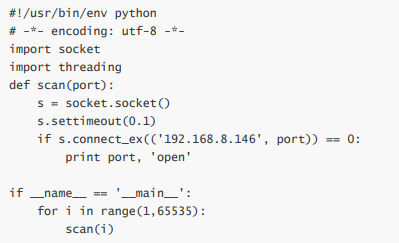 #!/usr/bin/env python
# -*- encoding: utf-8 -*-
import socket
import threading
def scan(port):
    s = socket.socket()
    s.settimeout(0.1)
    if s.connect_ex(('192.168.8.146', port)) == 0:
        print port, 'open'

if __name__ == '__main__':
    for i in range(1,65535):
        scan(i)